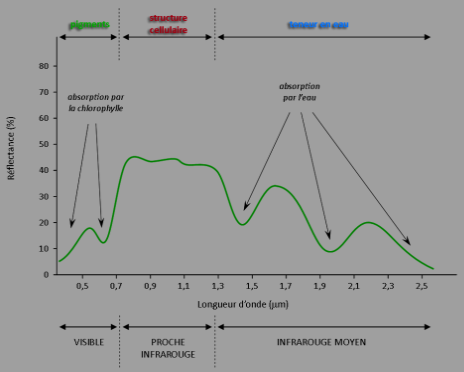 pigments
structure
cellulaire
teneur en eau
absorption par
la chlorophylle
absorption
par l'eau
Réflectance (%)
80
70
60
50
40
30
20
10
0
0,5 0,7 0,9 1,1 1,3 1,5 1,7 1,9 2,1 2,3 2,5
Longueur d'onde (µm)
VISIBLE
PROCHE
INFRAROUGE
INFRAROUGE MOYEN